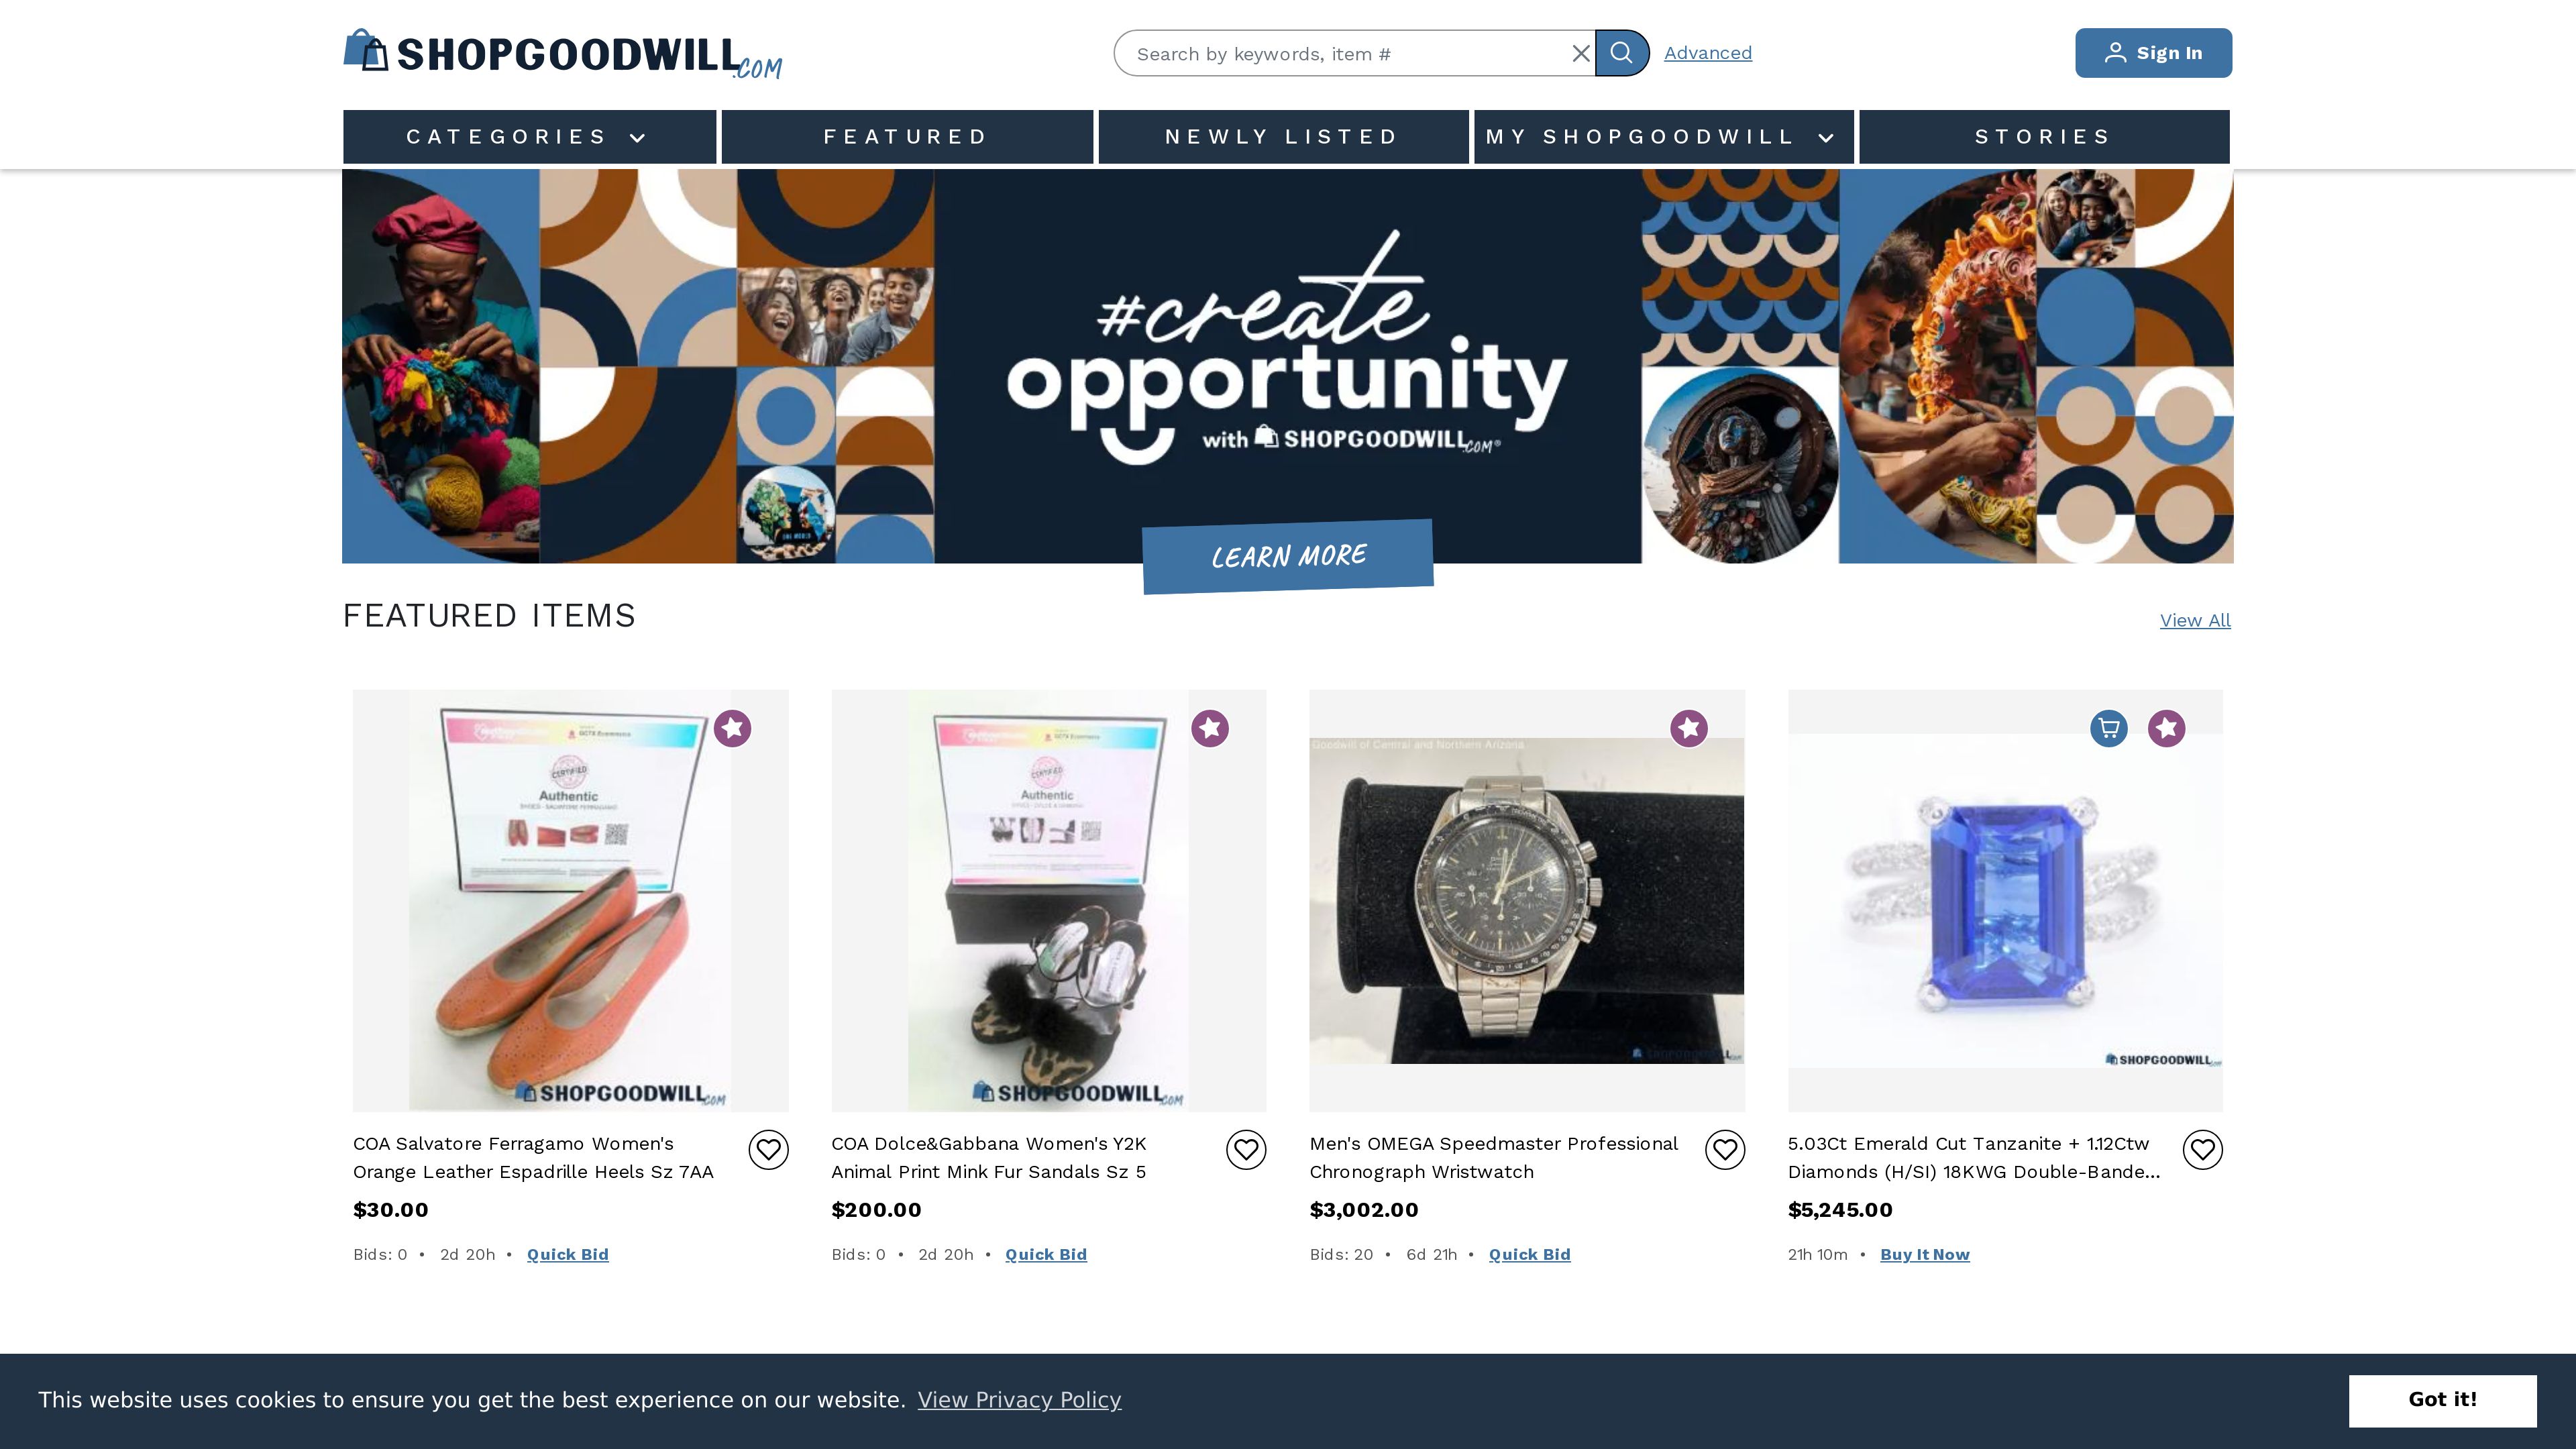 SHOPGOODWILL.COM
Search by keywords, item #
Advanced
Sign In
CATEGORIES
FEATURED
NEWLY LISTED
MY SHOPGOODWILL
STORIES
#create
opportunity
with SHOPGOODWILL.COM®
LEARN MORE
FEATURED ITEMS
View All
CERTIFIED
Authentic
SHOPGOODWILL.COM
CERTIFIED
Authentic
SHOPGOODWILL.COM
Goodwill of Central and Northern Arizona
SHOPGOODWILL.COM
COA Salvatore Ferragamo Women's
Orange Leather Espadrille Heels Sz 7AA
$30.00
Bids: 0 • 2d 20h • Quick Bid
COA Dolce&Gabbana Women's Y2K
Animal Print Mink Fur Sandals Sz 5
$200.00
Bids: 0 • 2d 20h • Quick Bid
Men's OMEGA Speedmaster Professional
Chronograph Wristwatch
$3,002.00
Bids: 20 • 6d 21h • Quick Bid
5.03Ct Emerald Cut Tanzanite + 1.12Ctw
Diamonds (H/SI) 18KWG Double-Bande...
$5,245.00
21h 10m • Buy It Now
This website uses cookies to ensure you get the best experience on our website. View Privacy Policy
Got it!